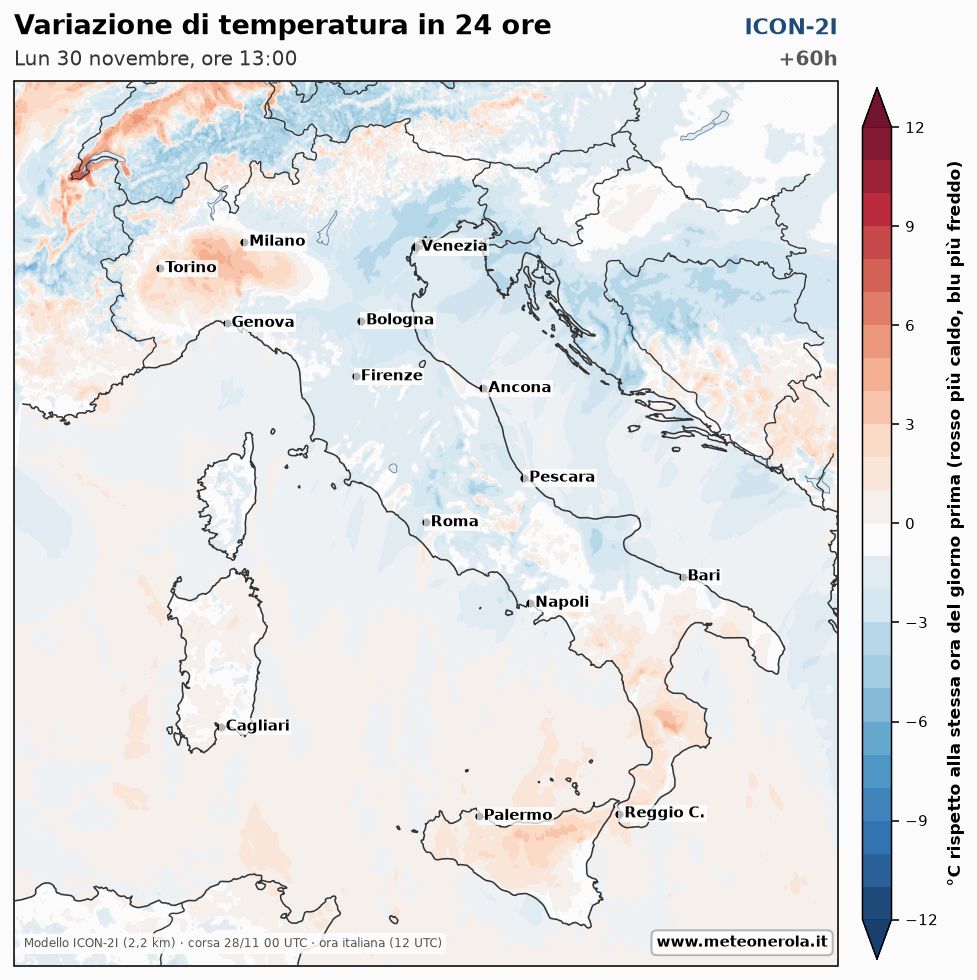 Variazione di temperatura in 24 ore
ICON-2I
Lun 30 novembre, ore 13:00
+60h
Milano
Venezia
Torino
Genova
Bologna
Firenze
Ancona
Pescara
Roma
Bari
Napoli
Cagliari
Palermo
Reggio C.
12
9
6
3
0
−3
−6
−9
−12
°C rispetto alla stessa ora del giorno prima (rosso più caldo, blu più freddo)
Modello ICON-2I (2,2 km) · corsa 28/11 00 UTC · ora italiana (12 UTC)
www.meteonerola.it